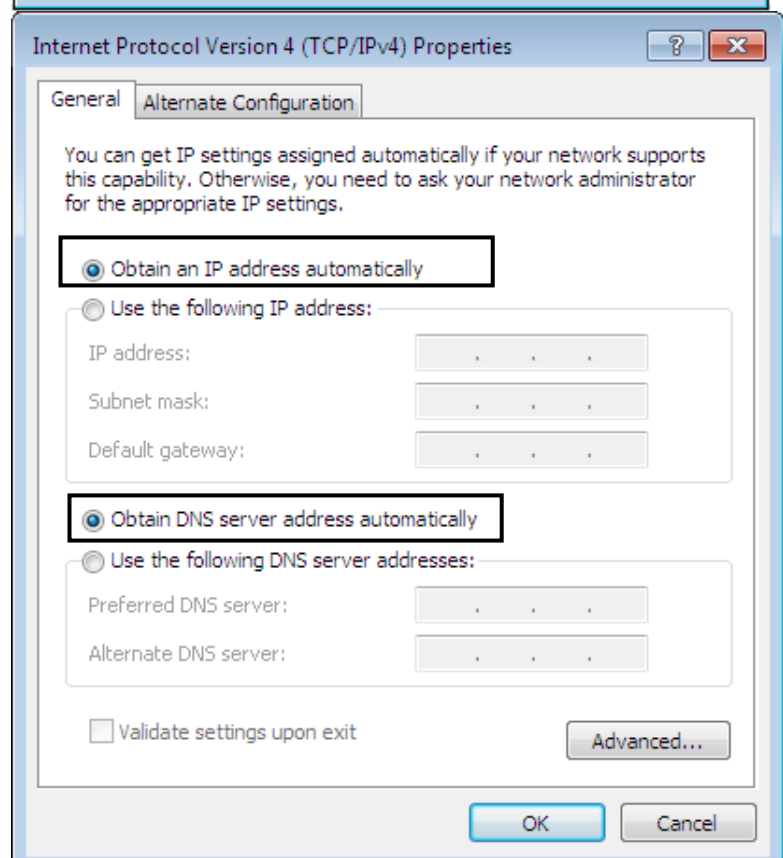 Internet Protocol Version 4 (TCP/IPv4) Properties
General
Alternate Configuration
You can get IP settings assigned automatically if your network supports
this capability. Otherwise, you need to ask your network administrator
for the appropriate IP settings.
Obtain an IP address automatically
Use the following IP address:
IP address:
. . .
Subnet mask:
. . .
Default gateway:
. . .
Obtain DNS server address automatically
Use the following DNS server addresses:
Preferred DNS server:
. . .
Alternate DNS server:
. . .
Validate settings upon exit
Advanced...
OK
Cancel